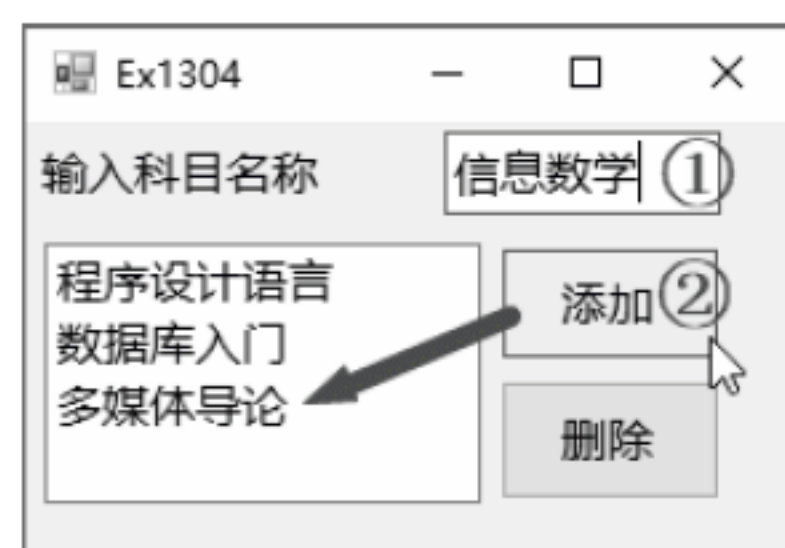 Ex1304
输入科目名称 信息数学 ①
程序设计语言
数据库入门
多媒体导论
添加 ②
删除